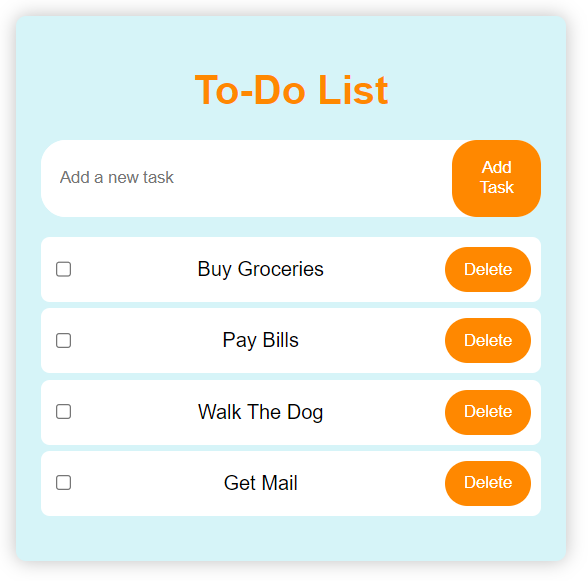 To-Do List
Add a new task
Add
Task
Buy Groceries Delete
Pay Bills Delete
Walk The Dog Delete
Get Mail Delete